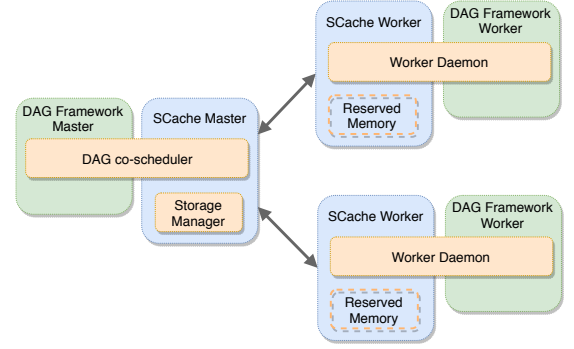 DAG Framework
Master
SCache Master
DAG co-scheduler
Storage
Manager
SCache Worker
DAG Framework
Worker
Worker Daemon
Reserved
Memory
SCache Worker
DAG Framework
Worker
Worker Daemon
Reserved
Memory